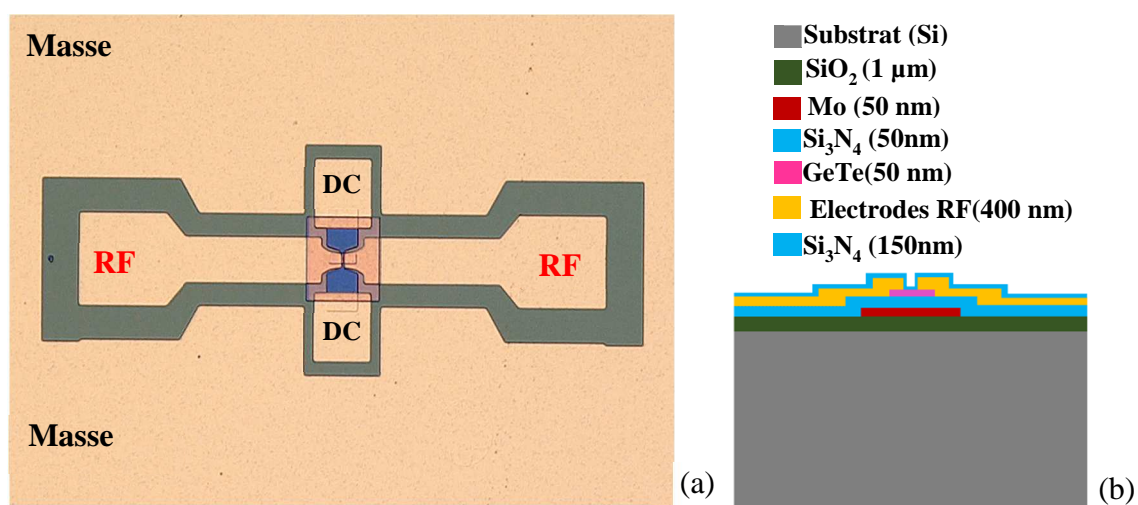 Masse
DC
RF
RF
DC
Masse
(a)
Substrat (Si)
SiO₂ (1 µm)
Mo (50 nm)
Si₃N₄ (50nm)
GeTe(50 nm)
Electrodes RF(400 nm)
Si₃N₄ (150nm)
(b)